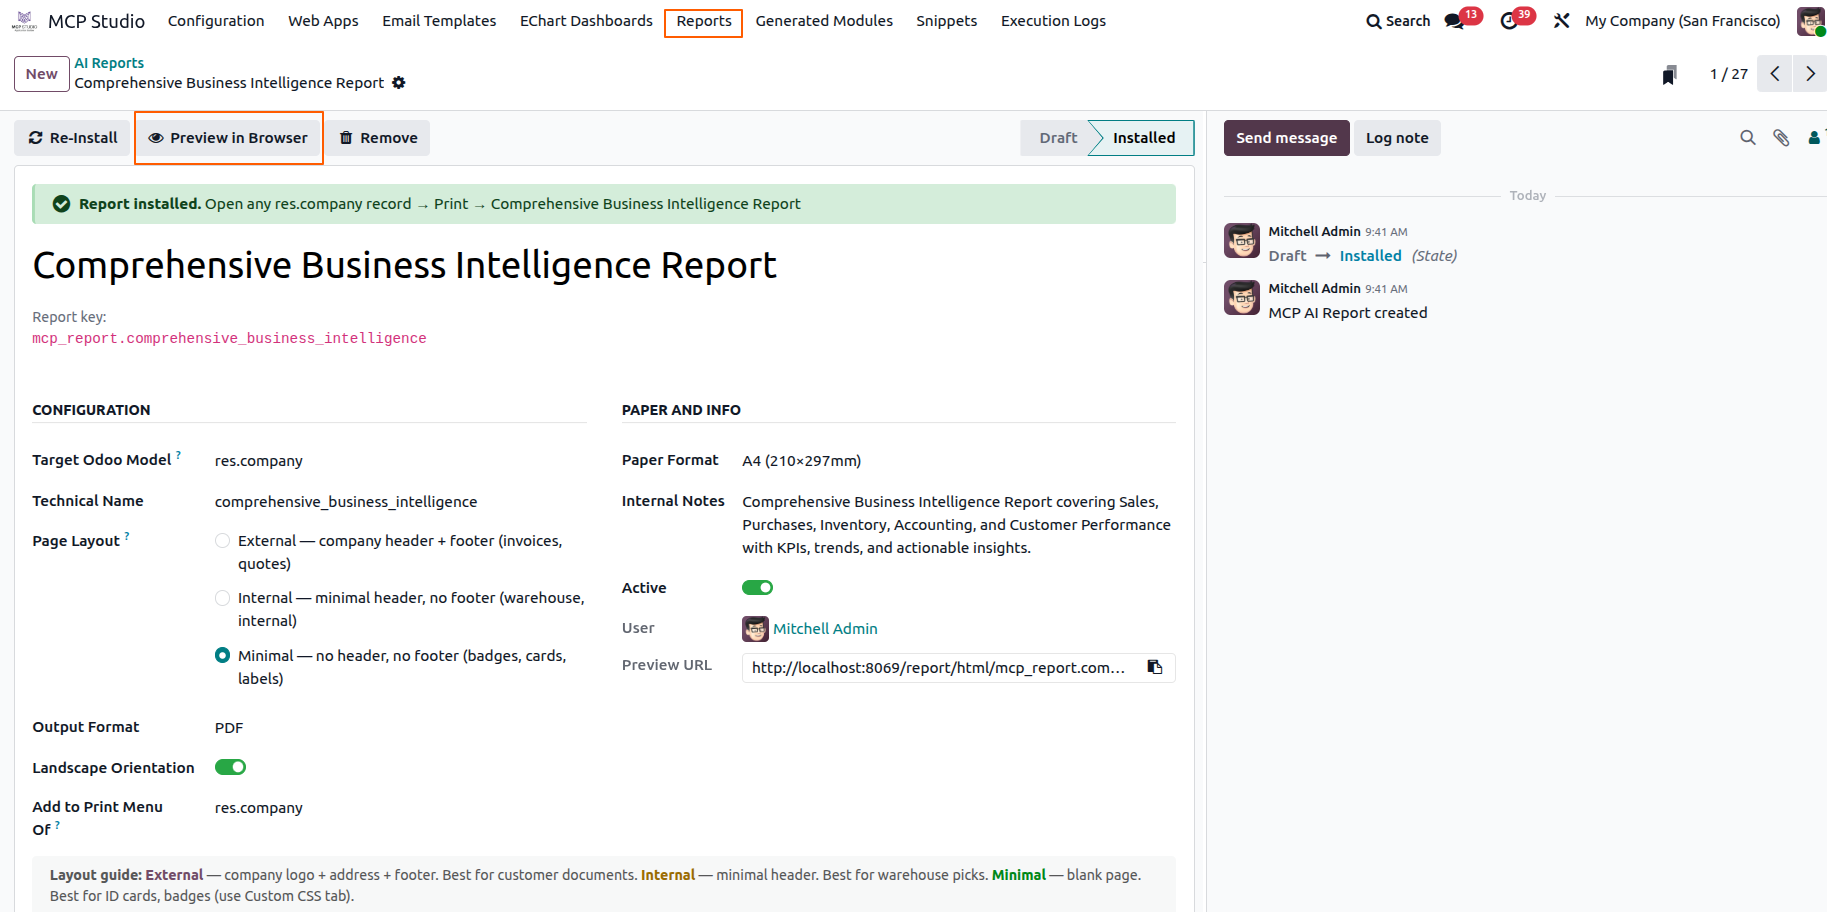 MCP Studio Configuration Web Apps Email Templates EChart Dashboards Reports Generated Modules Snippets Execution Logs Search 13 39 My Company (San Francisco)
New AI Reports
Comprehensive Business Intelligence Report
1 / 27
Re-Install Preview in Browser Remove Draft Installed
Send message Log note
Report installed. Open any res.company record → Print → Comprehensive Business Intelligence Report
Today
Comprehensive Business Intelligence Report
Mitchell Admin 9:41 AM
Draft → Installed (State)
Mitchell Admin 9:41 AM
MCP AI Report created
Report key:
mcp_report.comprehensive_business_intelligence
CONFIGURATION
Target Odoo Model ? res.company
Technical Name comprehensive_business_intelligence
Page Layout ? External — company header + footer (invoices,
quotes)
Internal — minimal header, no footer (warehouse,
internal)
Minimal — no header, no footer (badges, cards,
labels)
Output Format PDF
Landscape Orientation
Add to Print Menu
Of ? res.company
PAPER AND INFO
Paper Format A4 (210×297mm)
Internal Notes Comprehensive Business Intelligence Report covering Sales,
Purchases, Inventory, Accounting, and Customer Performance
with KPIs, trends, and actionable insights.
Active
User Mitchell Admin
Preview URL http://localhost:8069/report/html/mcp_report.com...
Layout guide: External — company logo + address + footer. Best for customer documents. Internal — minimal header. Best for warehouse picks. Minimal — blank page.
Best for ID cards, badges (use Custom CSS tab).